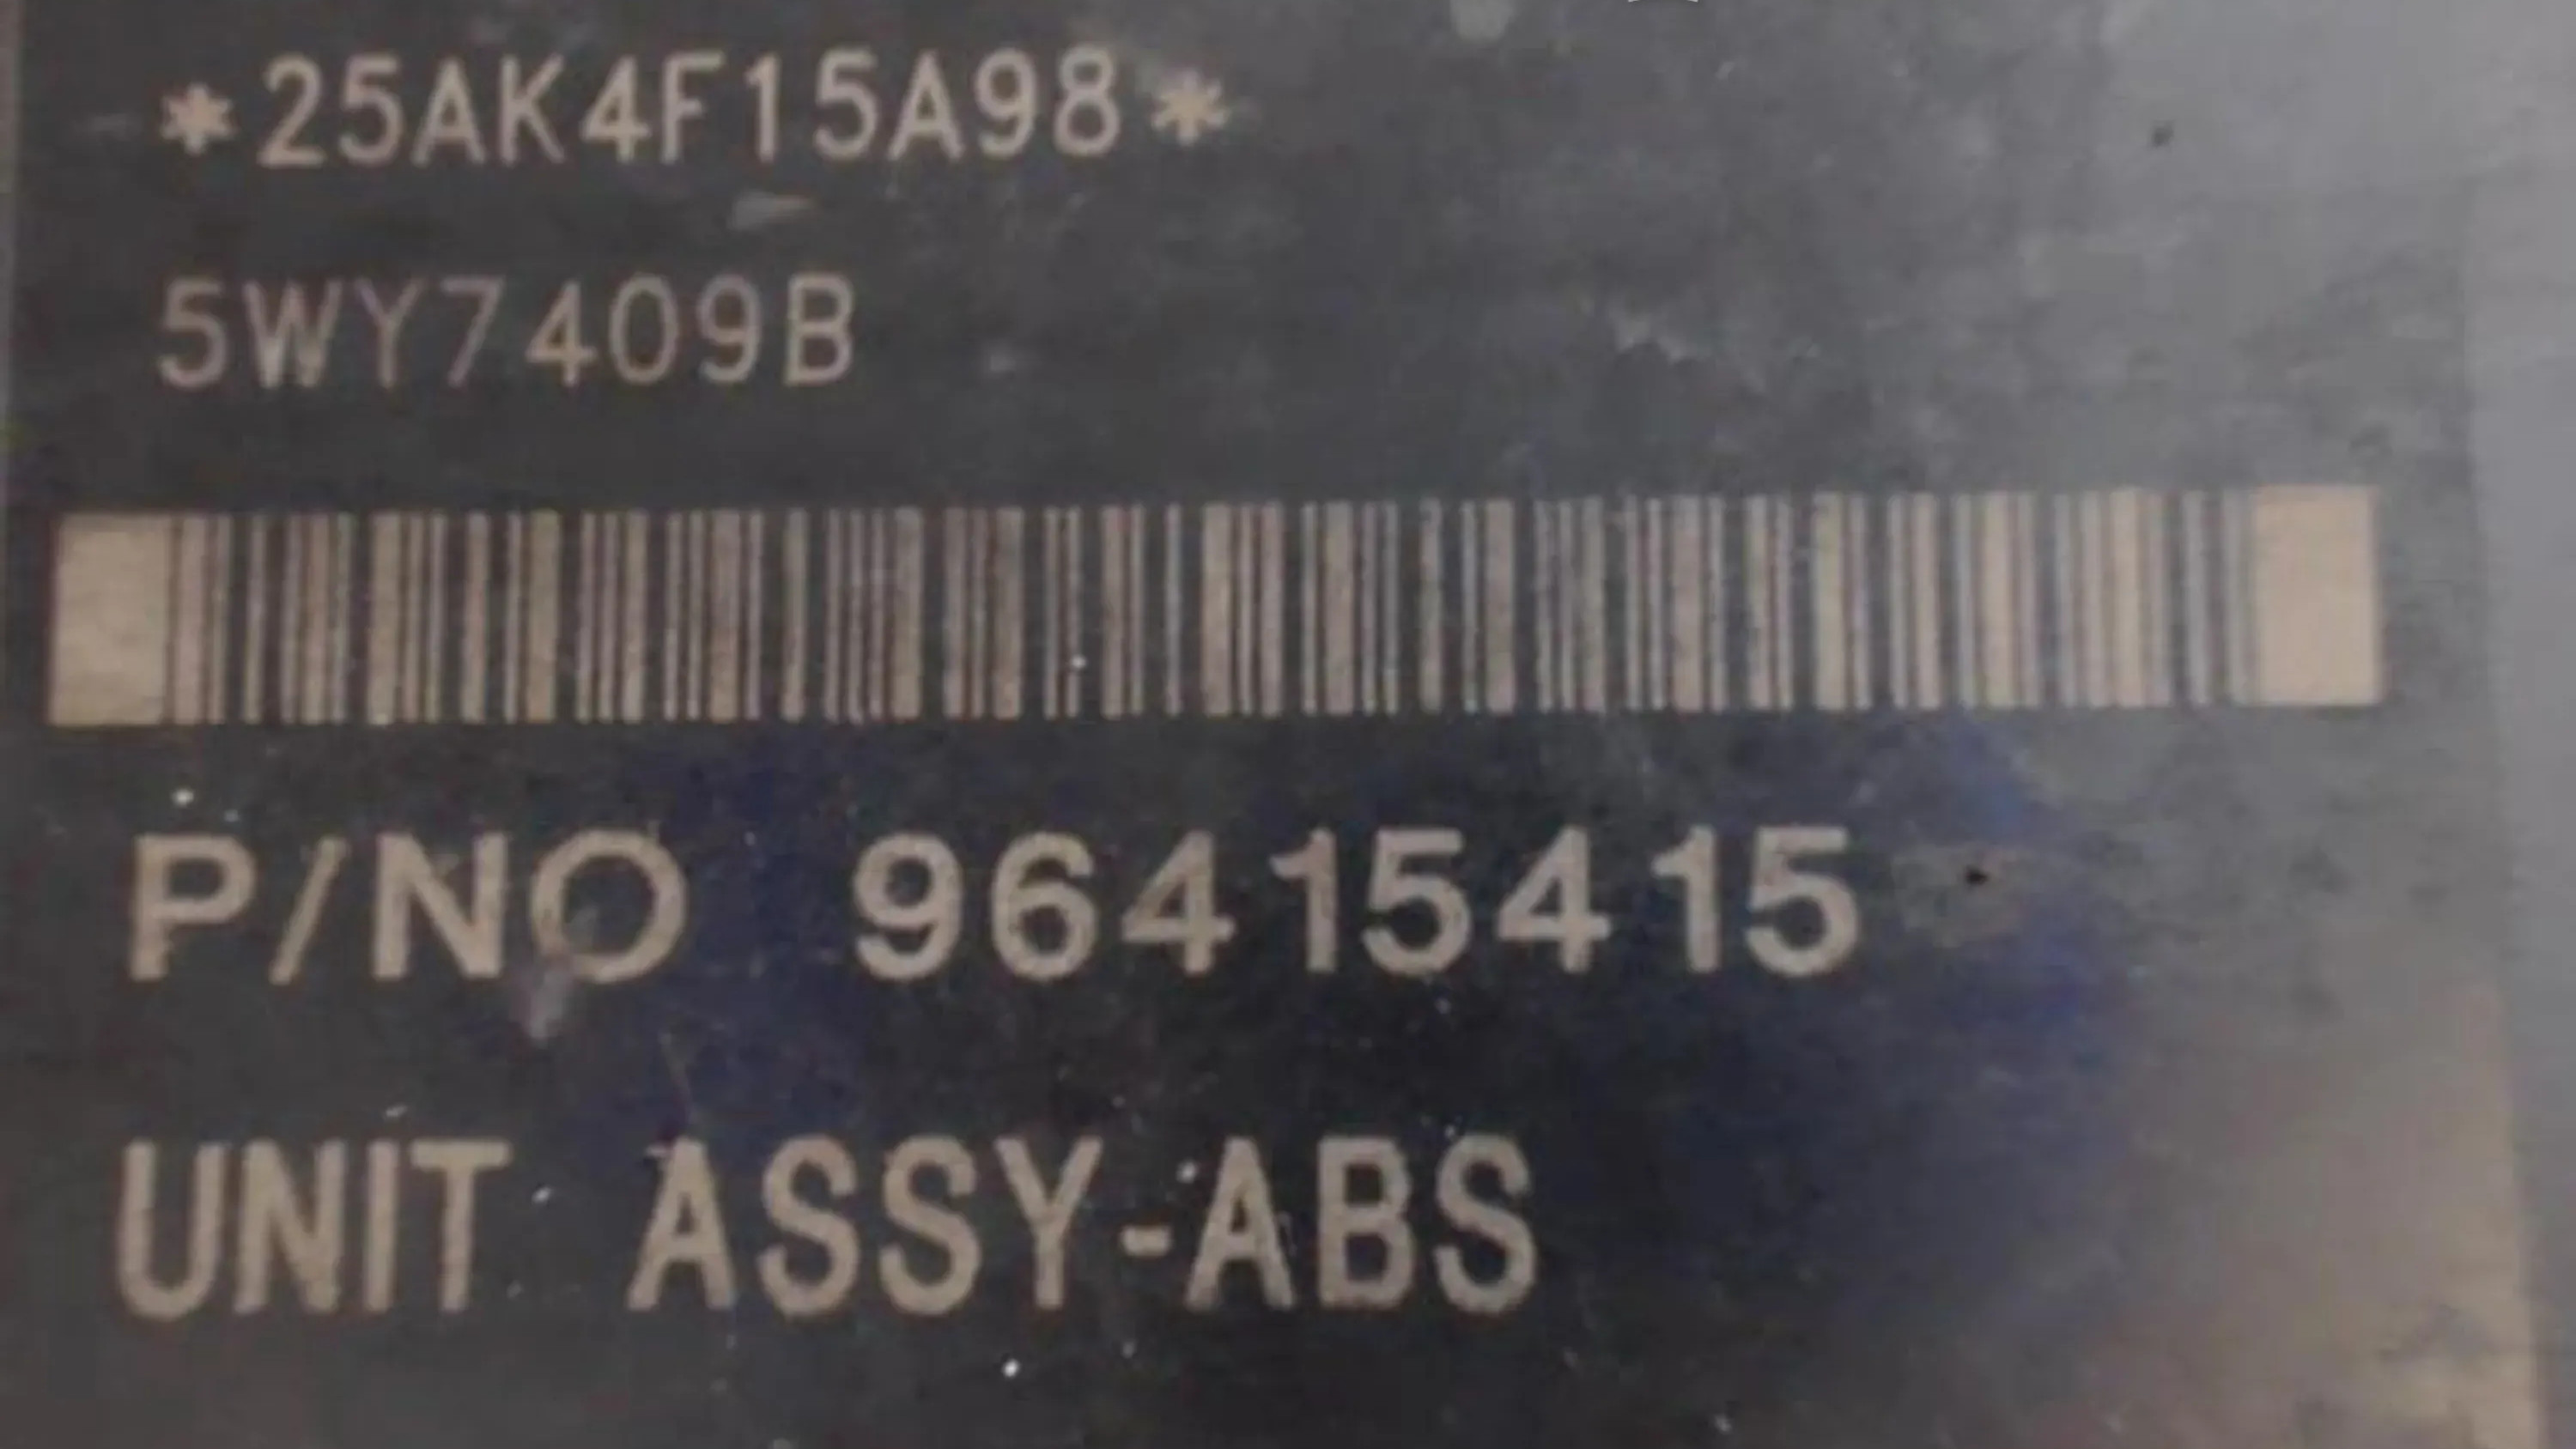 *25AK4F15A98*
5WY7409B
P/NO 96415415
UNIT ASSY-ABS